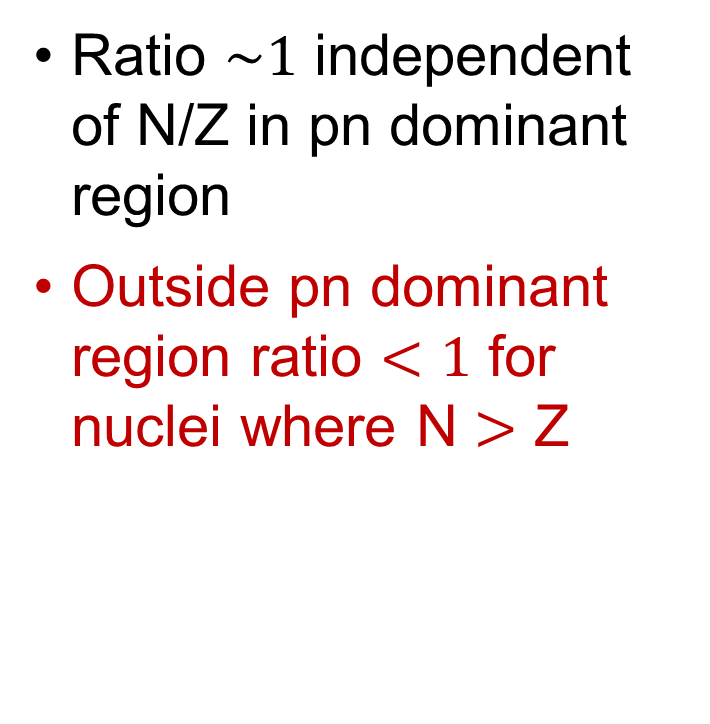 • Ratio ~1 independent
of N/Z in pn dominant
region
• Outside pn dominant
region ratio < 1 for
nuclei where N > Z